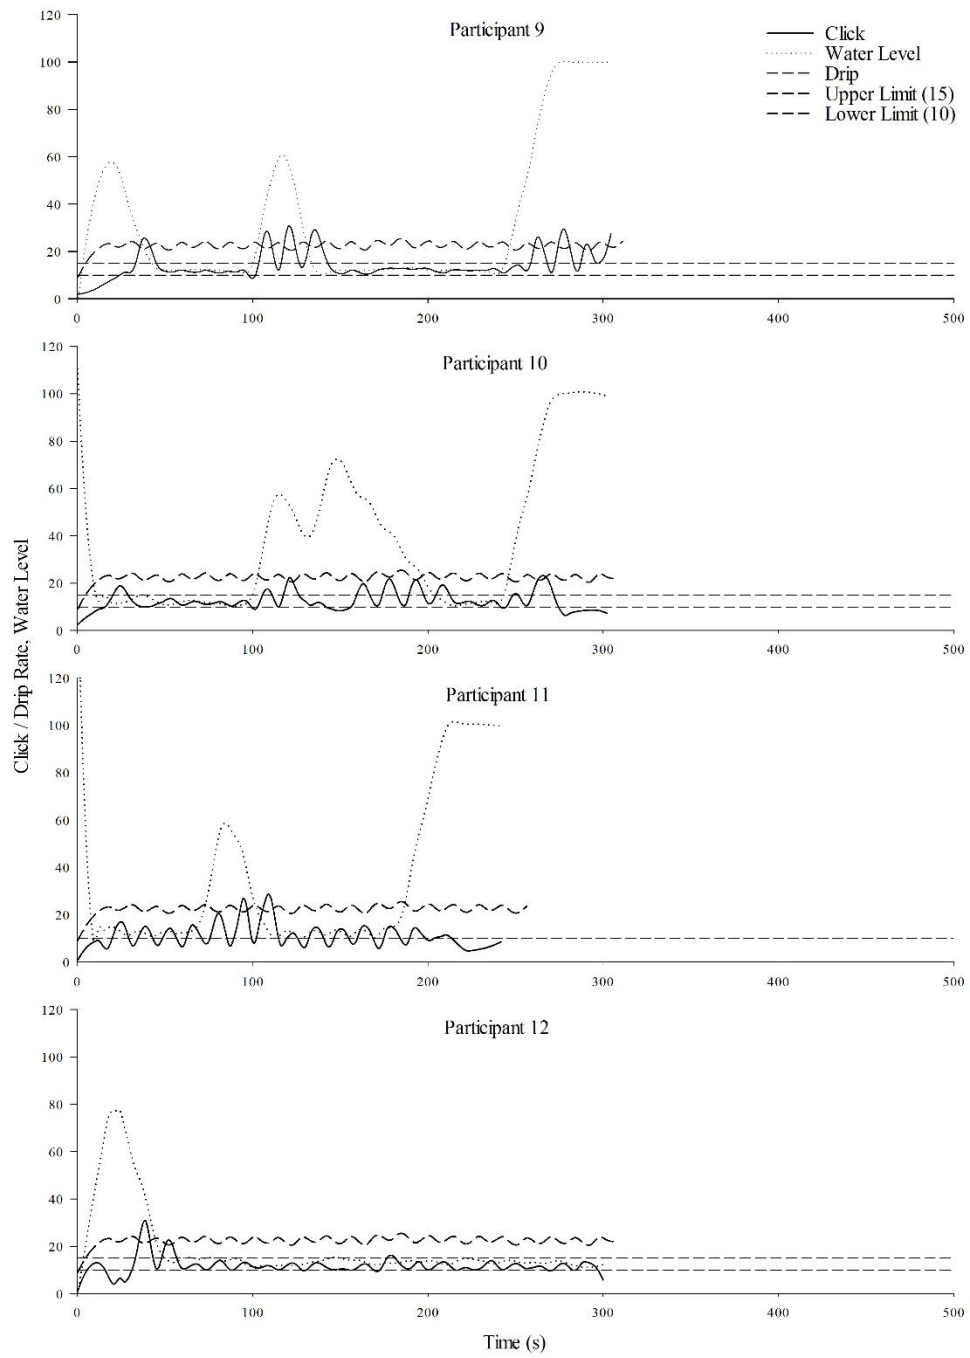 Participant 9
Click
Water Level
Drip
Upper Limit (15)
Lower Limit (10)
120
100
80
60
40
20
0
0 100 200 300 400 500
Participant 10
120
100
80
60
40
20
0
0 100 200 300 400 500
Participant 11
120
100
80
60
40
20
0
0 100 200 300 400 500
Participant 12
120
100
80
60
40
20
0
0 100 200 300 400 500
Click / Drip Rate, Water Level
Time (s)